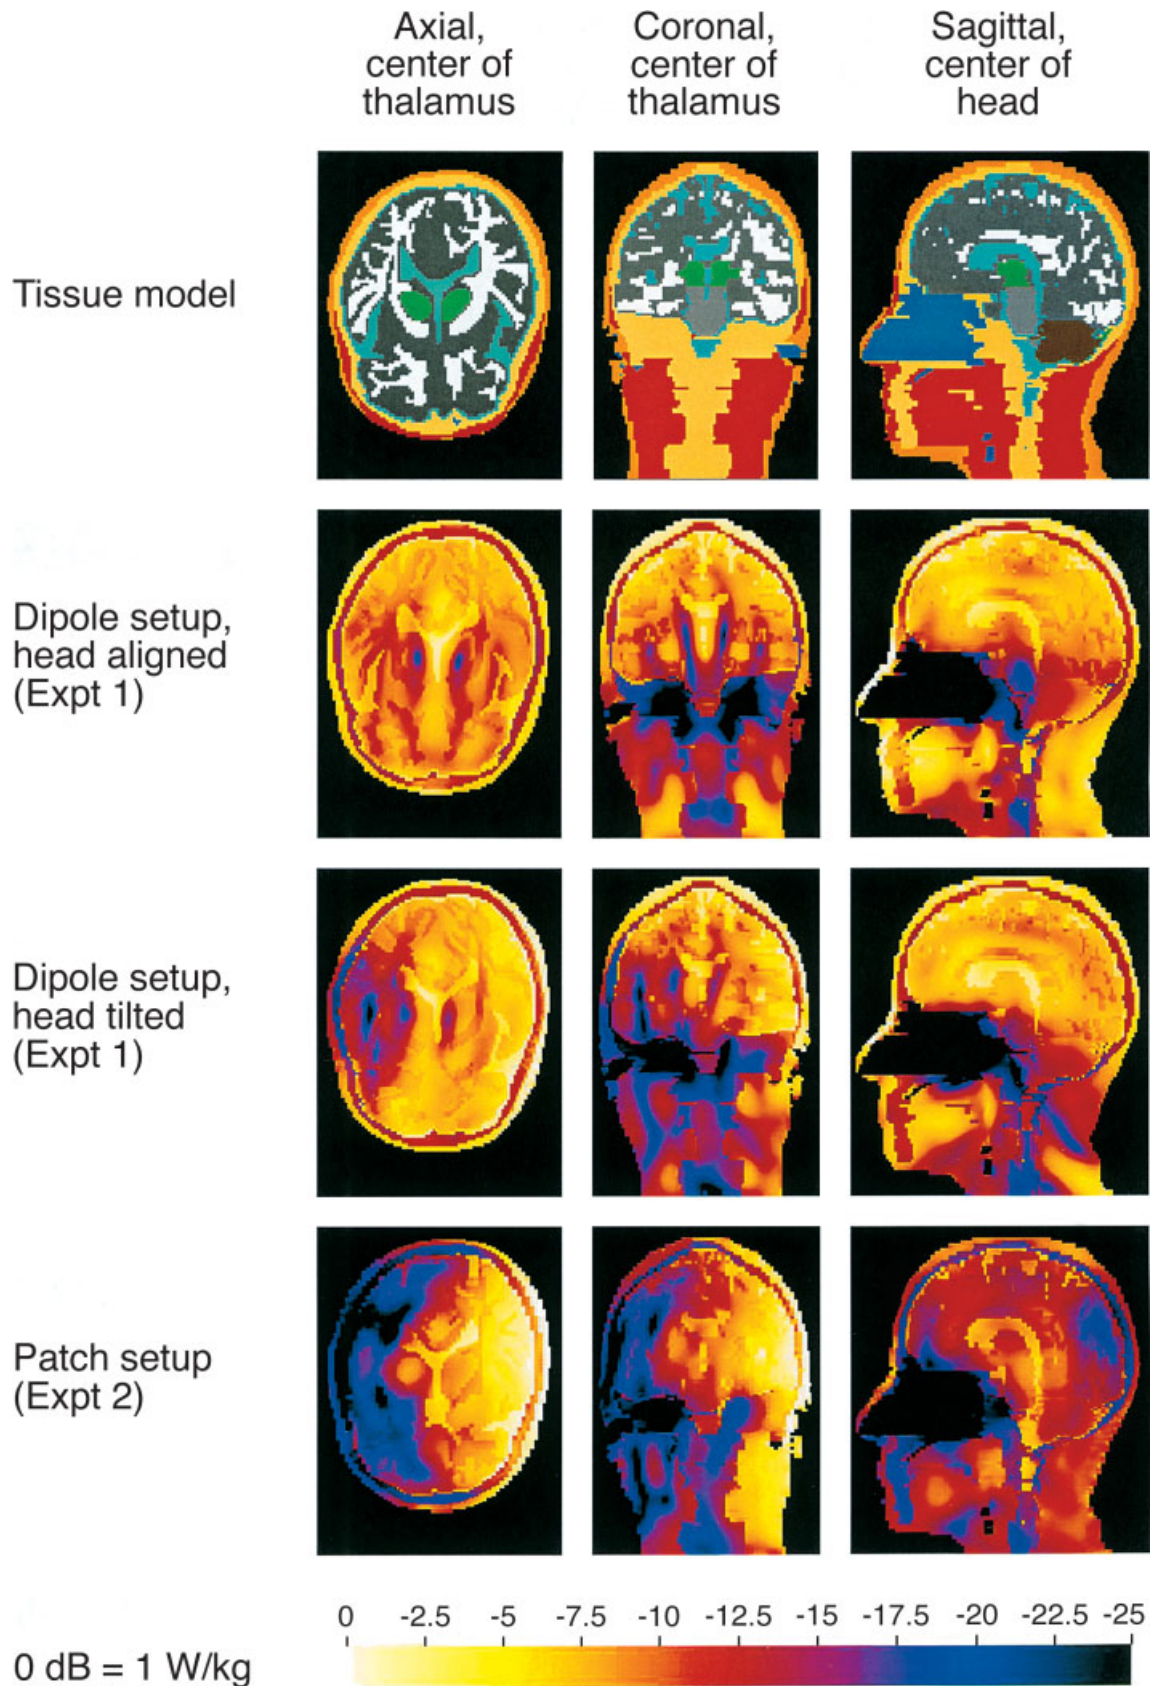 Axial,
center of
thalamus
Coronal,
center of
thalamus
Sagittal,
center of
head
Tissue model
Dipole setup,
head aligned
(Expt 1)
Dipole setup,
head tilted
(Expt 1)
Patch setup
(Expt 2)
0 -2.5 -5 -7.5 -10 -12.5 -15 -17.5 -20 -22.5 -25
0 dB = 1 W/kg